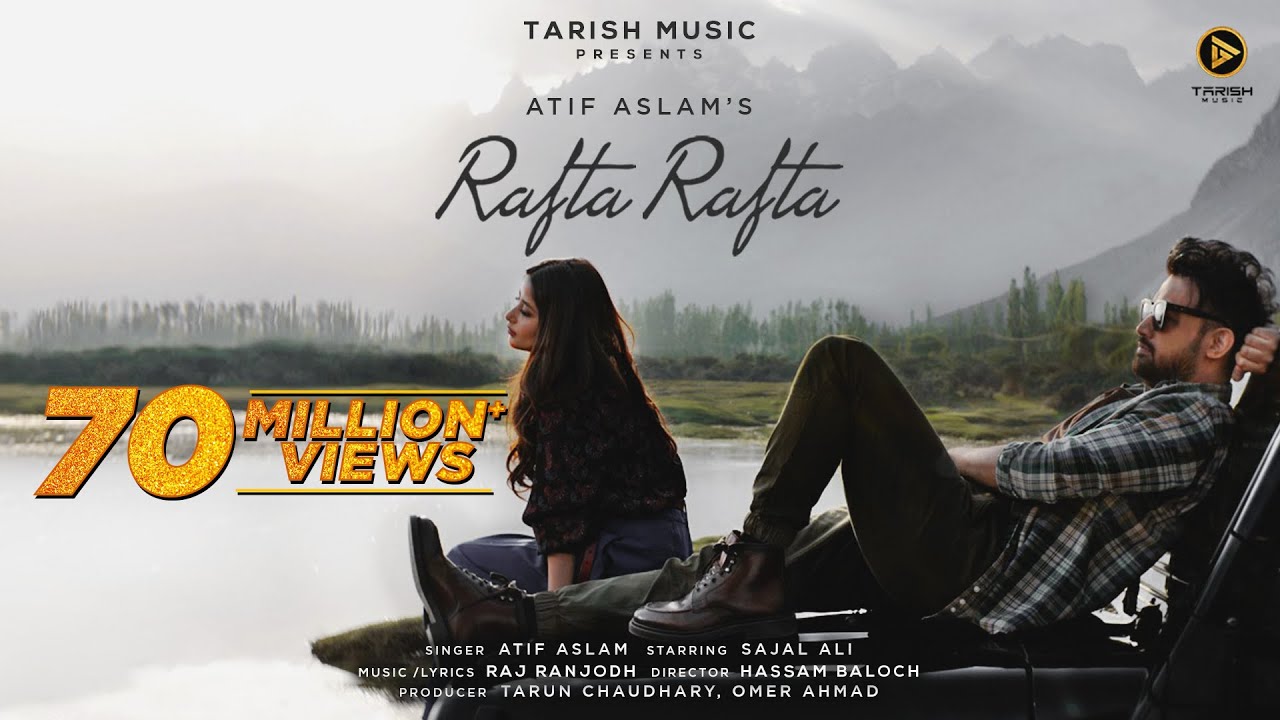 TARISH MUSIC
PRESENTS
TARISH
MUSIC
ATIF ASLAM'S
Rafta Rafta
70 MILLION+
VIEWS
SINGER ATIF ASLAM STARRING SAJAL ALI
MUSIC /LYRICS RAJ RANJODH DIRECTOR HASSAM BALOCH
PRODUCER TARUN CHAUDHARY, OMER AHMAD